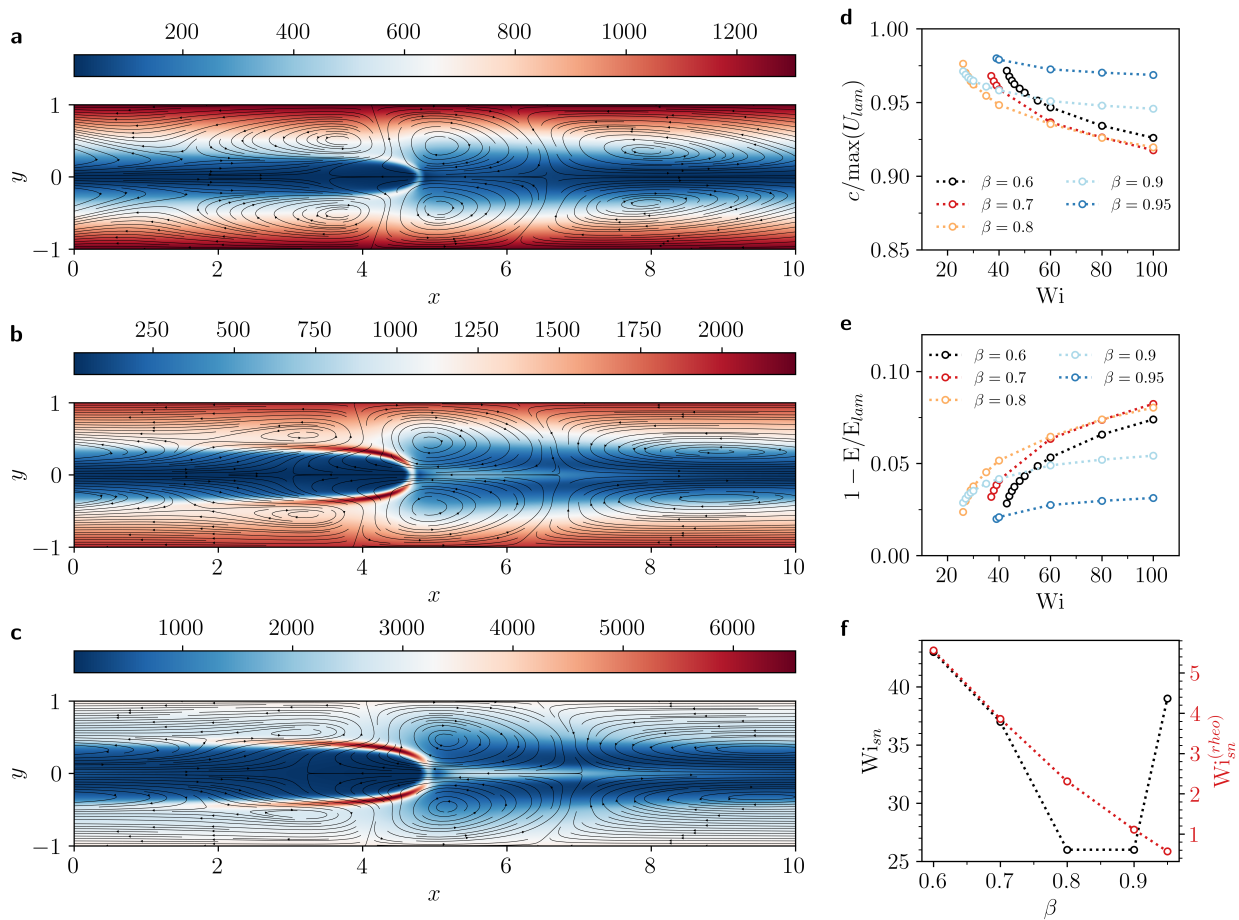 a
200 400 600 800 1000 1200
1
0
−1
y
0 2 4 6 8 10
x
b
250 500 750 1000 1250 1500 1750 2000
1
0
−1
y
0 2 4 6 8 10
x
c
1000 2000 3000 4000 5000 6000
1
0
−1
y
0 2 4 6 8 10
x
d
1.00
0.95
0.90
0.85
c/max(U_lam)
β = 0.6
β = 0.7
β = 0.8
β = 0.9
β = 0.95
20 40 60 80 100
Wi
e
0.10
0.05
0.00
1 − E/E_lam
β = 0.6
β = 0.7
β = 0.8
β = 0.9
β = 0.95
20 40 60 80 100
Wi
f
40
35
30
25
Wi_sn
5
4
3
2
1
Wi_sn^(rheo)
0.6 0.7 0.8 0.9
β